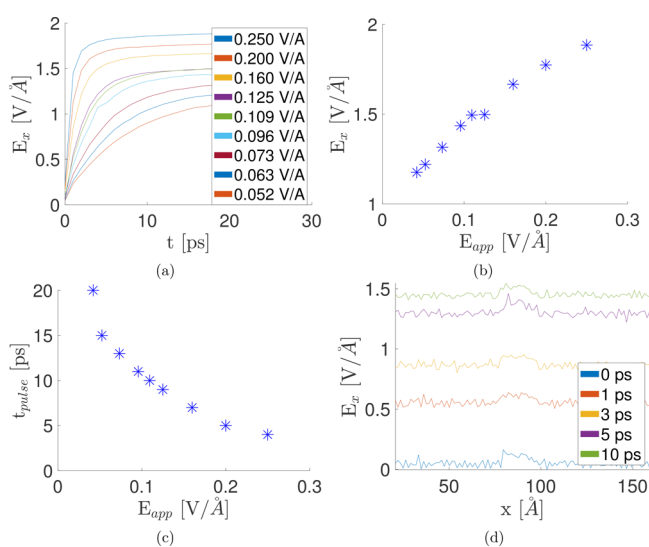 2
1.5
1
0.5
0
0 10 20 30
E_x [V/Å]
t [ps]
0.250 V/A
0.200 V/A
0.160 V/A
0.125 V/A
0.109 V/A
0.096 V/A
0.073 V/A
0.063 V/A
0.052 V/A
(a)
2
1.5
1
0 0.1 0.2 0.3
E_x [V/Å]
E_app [V/Å]
(b)
20
15
10
5
0
0 0.1 0.2 0.3
t_pulse [ps]
E_app [V/Å]
(c)
1.5
1
0.5
0
50 100 150
E_x [V/Å]
x [Å]
0 ps
1 ps
3 ps
5 ps
10 ps
(d)